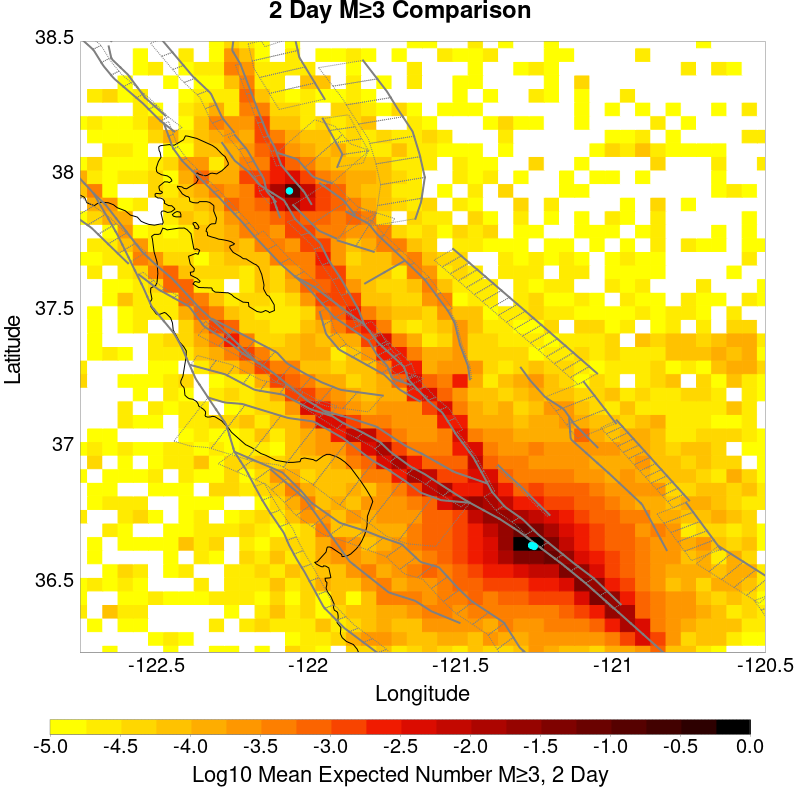 2 Day M≥3 Comparison
38.5
38
37.5
37
36.5
Latitude
-122.5 -122 -121.5 -121 -120.5
Longitude
-5.0 -4.5 -4.0 -3.5 -3.0 -2.5 -2.0 -1.5 -1.0 -0.5 0.0
Log10 Mean Expected Number M≥3, 2 Day